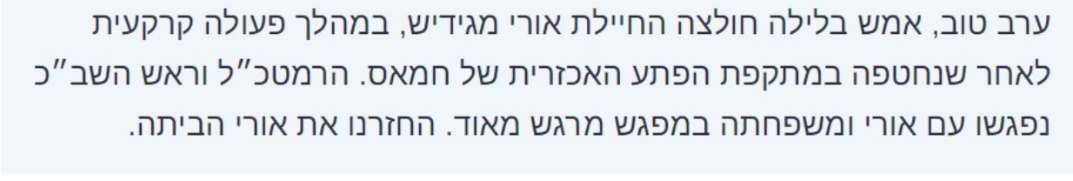 ערב טוב, אמש בלילה חולצה החיילת אורי מגידיש, במהלך פעולה קרקעית
לאחר שנחטפה במתקפת הפתע האכזרית של חמאס. הרמטכ״ל וראש השב״כ
נפגשו עם אורי ומשפחתה במפגש מרגש מאוד. החזרנו את אורי הביתה.